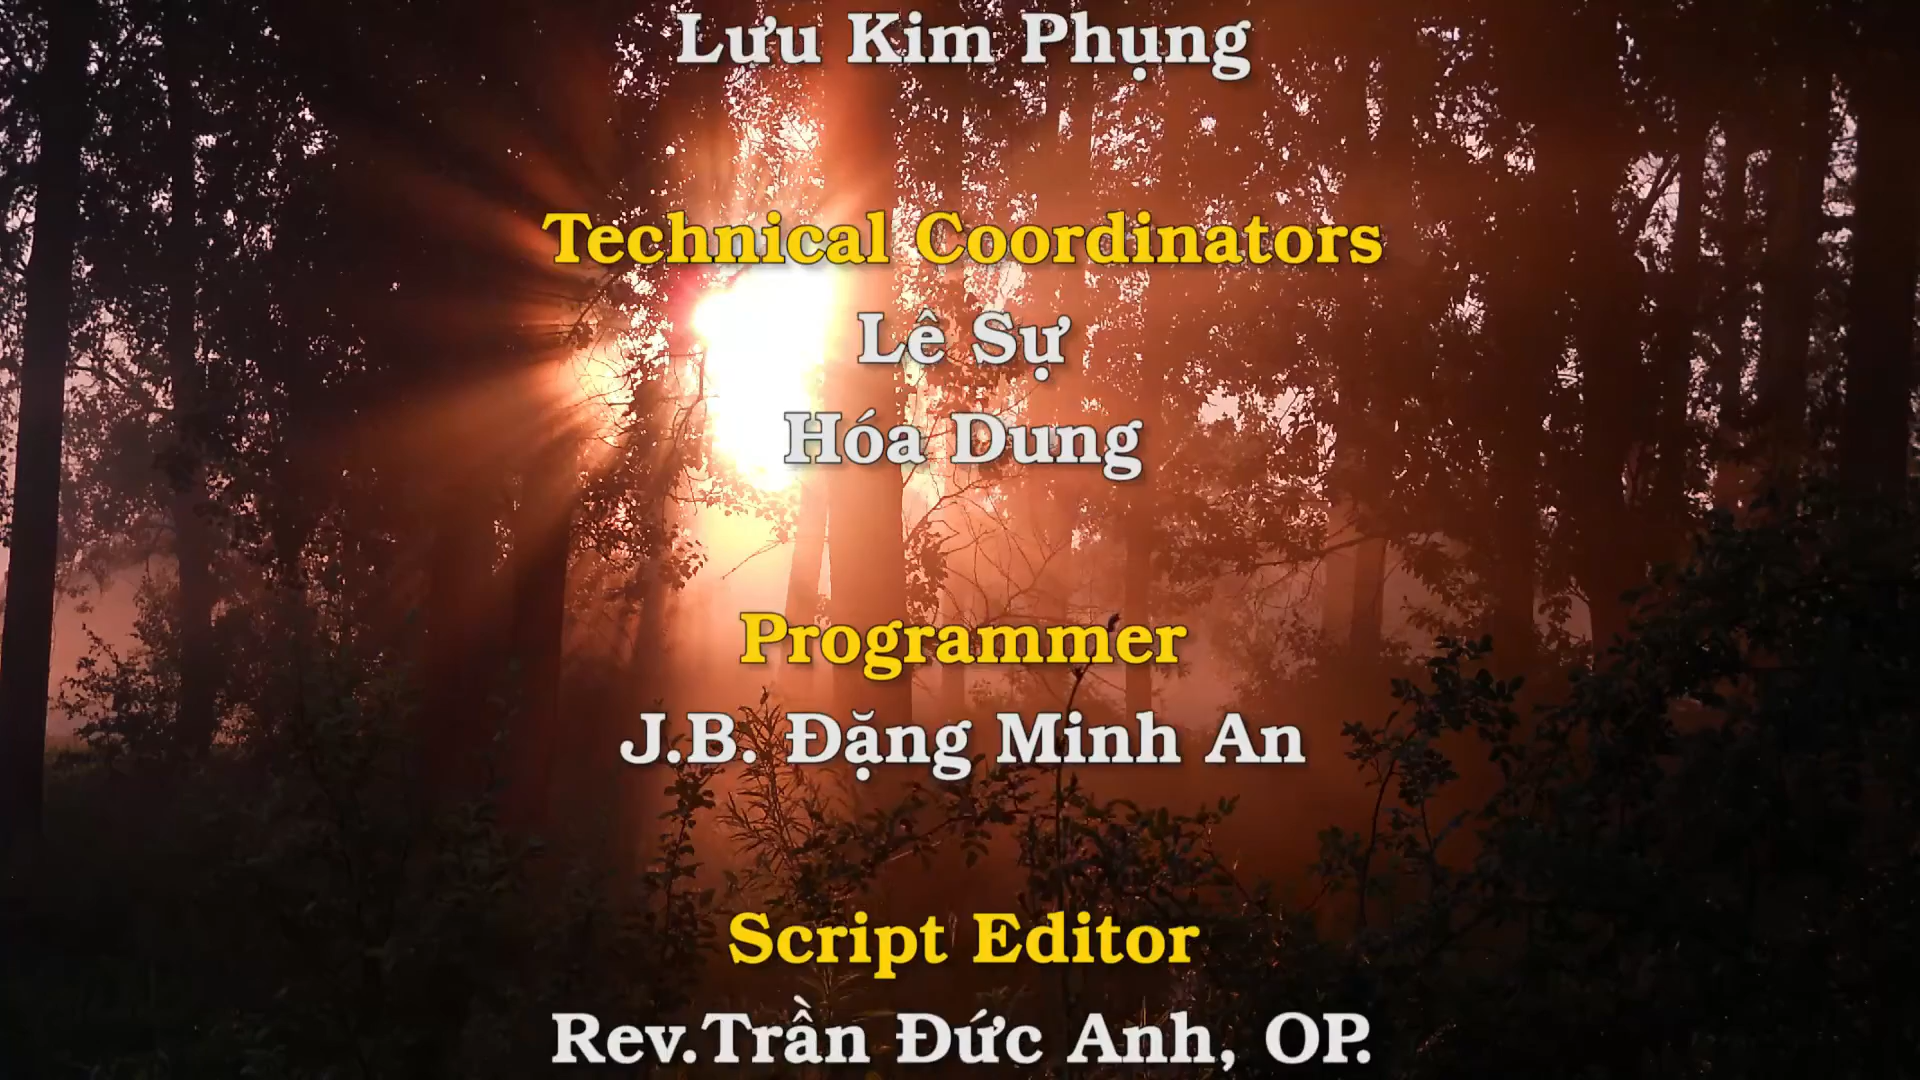 Lưu Kim Phụng
Technical Coordinators
Lê Sự
Hóa Dung
Programmer
J.B. Đặng Minh An
Script Editor
Rev.Trần Đức Anh, OP.